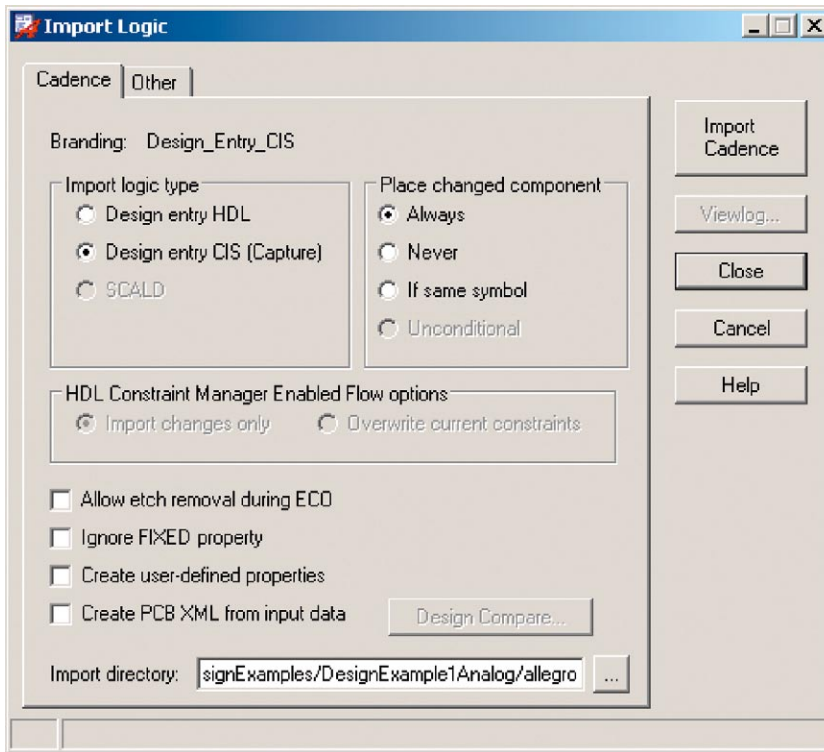 Import Logic
Cadence
Other
Branding: Design_Entry_CIS
Import logic type
Design entry HDL
Design entry CIS (Capture)
SCALD
Place changed component
Always
Never
If same symbol
Unconditional
HDL Constraint Manager Enabled Flow options
Import changes only
Overwrite current constraints
Allow etch removal during ECO
Ignore FIXED property
Create user-defined properties
Create PCB XML from input data
Design Compare...
Import directory: signExamples/DesignExample1Analog/allegro ...
Import
Cadence
Viewlog...
Close
Cancel
Help